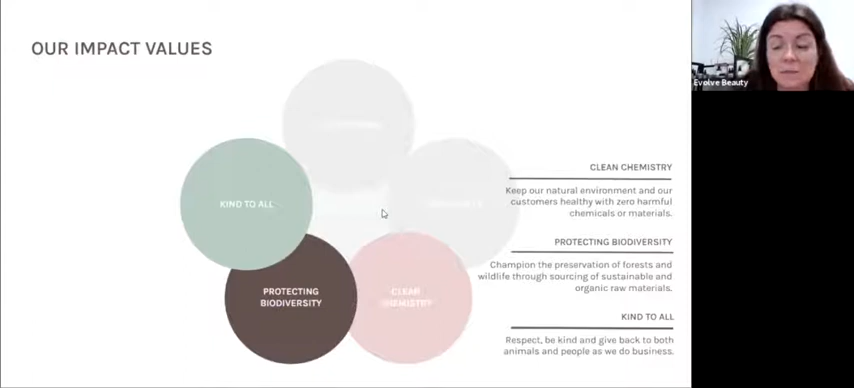 OUR IMPACT VALUES
Evolve Beauty
CLEAN CHEMISTRY
Keep our natural environment and our
customers healthy with zero harmful
chemicals or materials.
KIND TO ALL
PROTECTING BIODIVERSITY
Champion the preservation of forests and
wildlife through sourcing of sustainable and
organic raw materials.
PROTECTING
BIODIVERSITY
CLEAN
CHEMISTRY
KIND TO ALL
Respect, be kind and give back to both
animals and people as we do business.